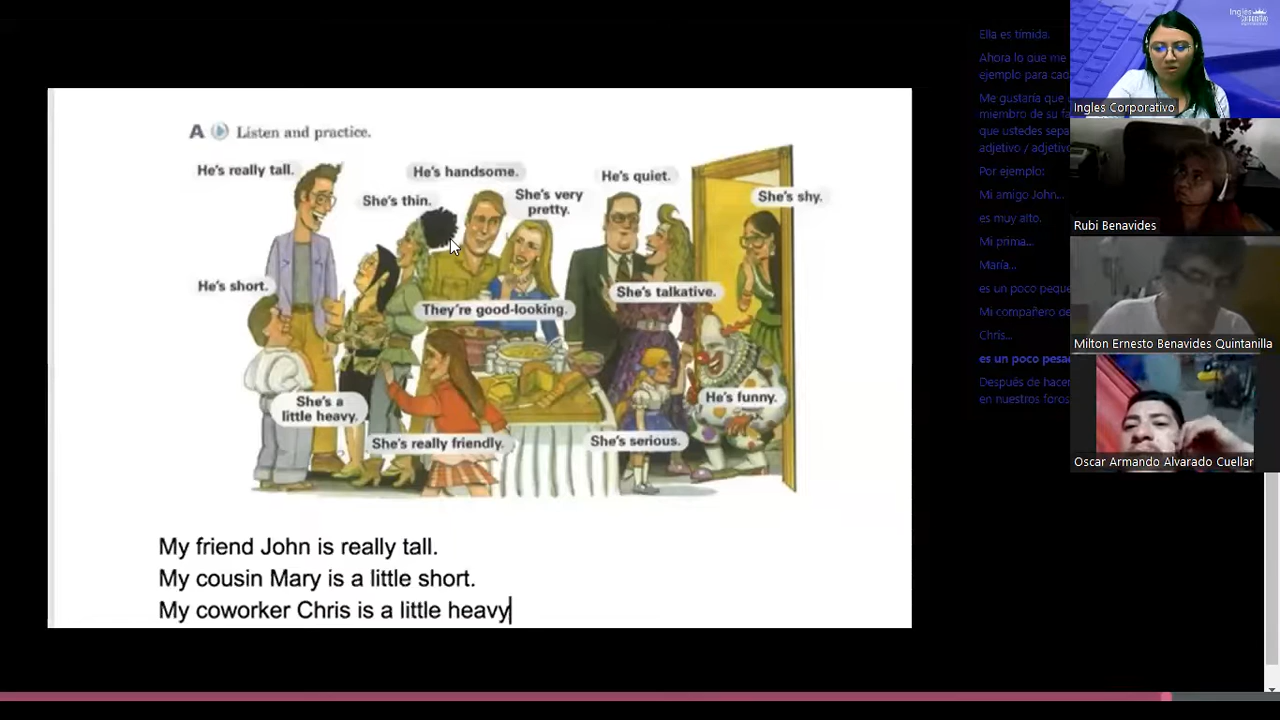 A Listen and practice.
He's really tall.
He's handsome.
He's quiet.
She's thin.
She's very
pretty.
She's shy.
He's short.
She's talkative.
They're good-looking.
She's a
little heavy.
He's funny.
She's really friendly.
She's serious.
My friend John is really tall.
My cousin Mary is a little short.
My coworker Chris is a little heavy
Ella es tímida.
Ahora lo que me
ejemplo para cad
Me gustaría que
miembro de su fa
que ustedes sepa
adjetivo / adjetiv
Por ejemplo:
Mi amigo John...
es muy alto.
Mi prima...
María...
es un poco peque
Mi compañero de
Chris...
es un poco pesad
Después de hacer
en nuestros foros
Ingles Corporativo
Rubi Benavides
Milton Ernesto Benavides Quintanilla
Oscar Armando Alvarado Cuellar